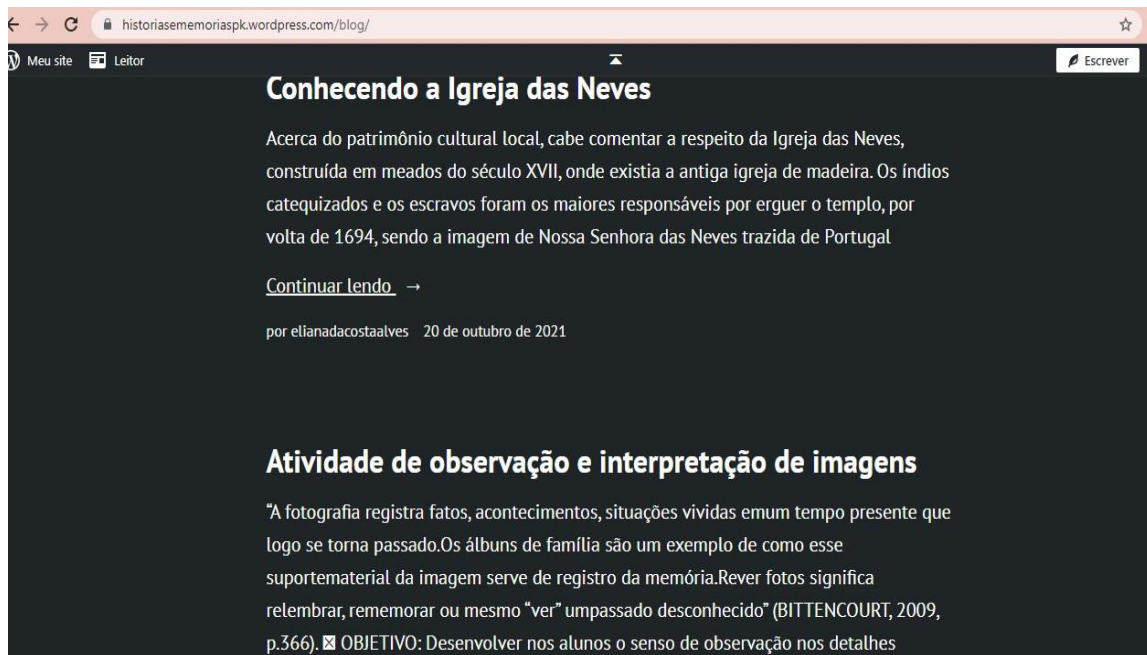 historiasememoriaspk.wordpress.com/blog/
Meu site Leitor Escrever
Conhecendo a Igreja das Neves
Acerca do patrimônio cultural local, cabe comentar a respeito da Igreja das Neves,
construída em meados do século XVII, onde existia a antiga igreja de madeira. Os índios
catequizados e os escravos foram os maiores responsáveis por erguer o templo, por
volta de 1694, sendo a imagem de Nossa Senhora das Neves trazida de Portugal
Continuar lendo →
por elianadacostaalves 20 de outubro de 2021
Atividade de observação e interpretação de imagens
“A fotografia registra fatos, acontecimentos, situações vividas emum tempo presente que
logo se torna passado.Os álbuns de família são um exemplo de como esse
suportematerial da imagem serve de registro da memória.Rever fotos significa
relembrar, rememorar ou mesmo “ver” umpassado desconhecido” (BITTENCOURT, 2009,
p.366). ☒ OBJETIVO: Desenvolver nos alunos o senso de observação nos detalhes